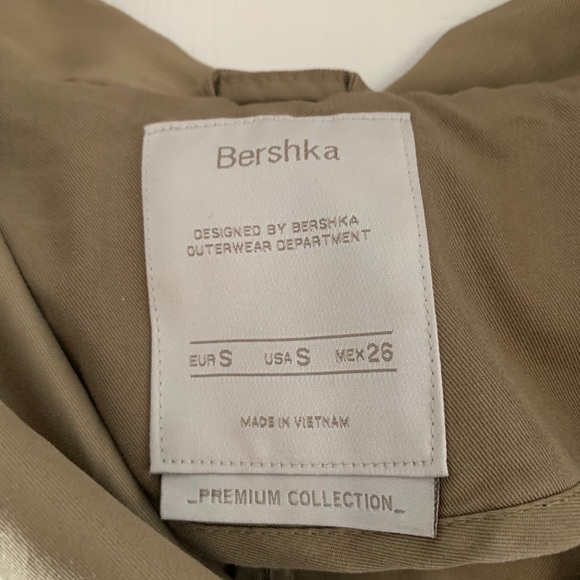 Bershka
DESIGNED BY BERSHKA
OUTERWEAR DEPARTMENT
EUR S USA S MEX 26
MADE IN VIETNAM
_PREMIUM COLLECTION_